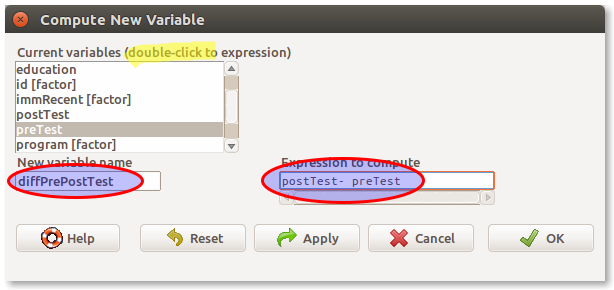 Compute New Variable
Current variables (double-click to expression)
education
id [factor]
immRecent [factor]
postTest
preTest
program [factor]
New variable name
Expression to compute
diffPrePostTest
postTest- preTest
Help
Reset
Apply
Cancel
OK